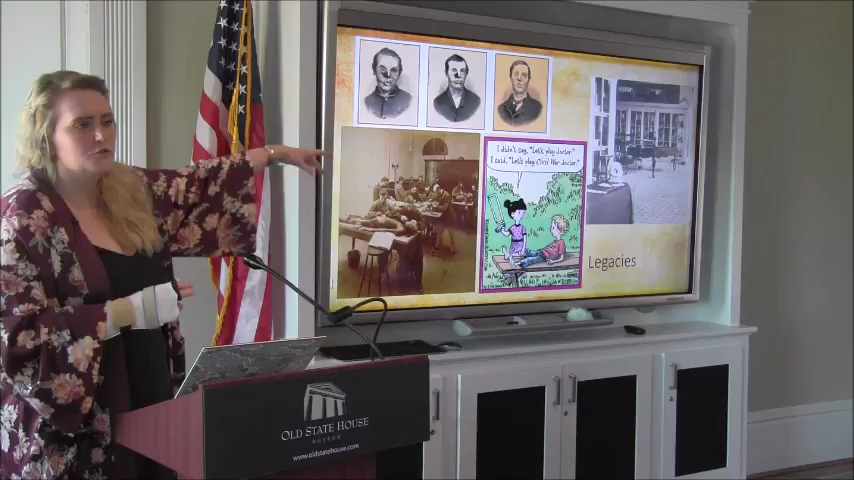 I didn't say, "Let's play doctor."
I said, "Let's play Civil War doctor."
Legacies
OLD STATE HOUSE
MUSEUM
www.oldstatehouse.com